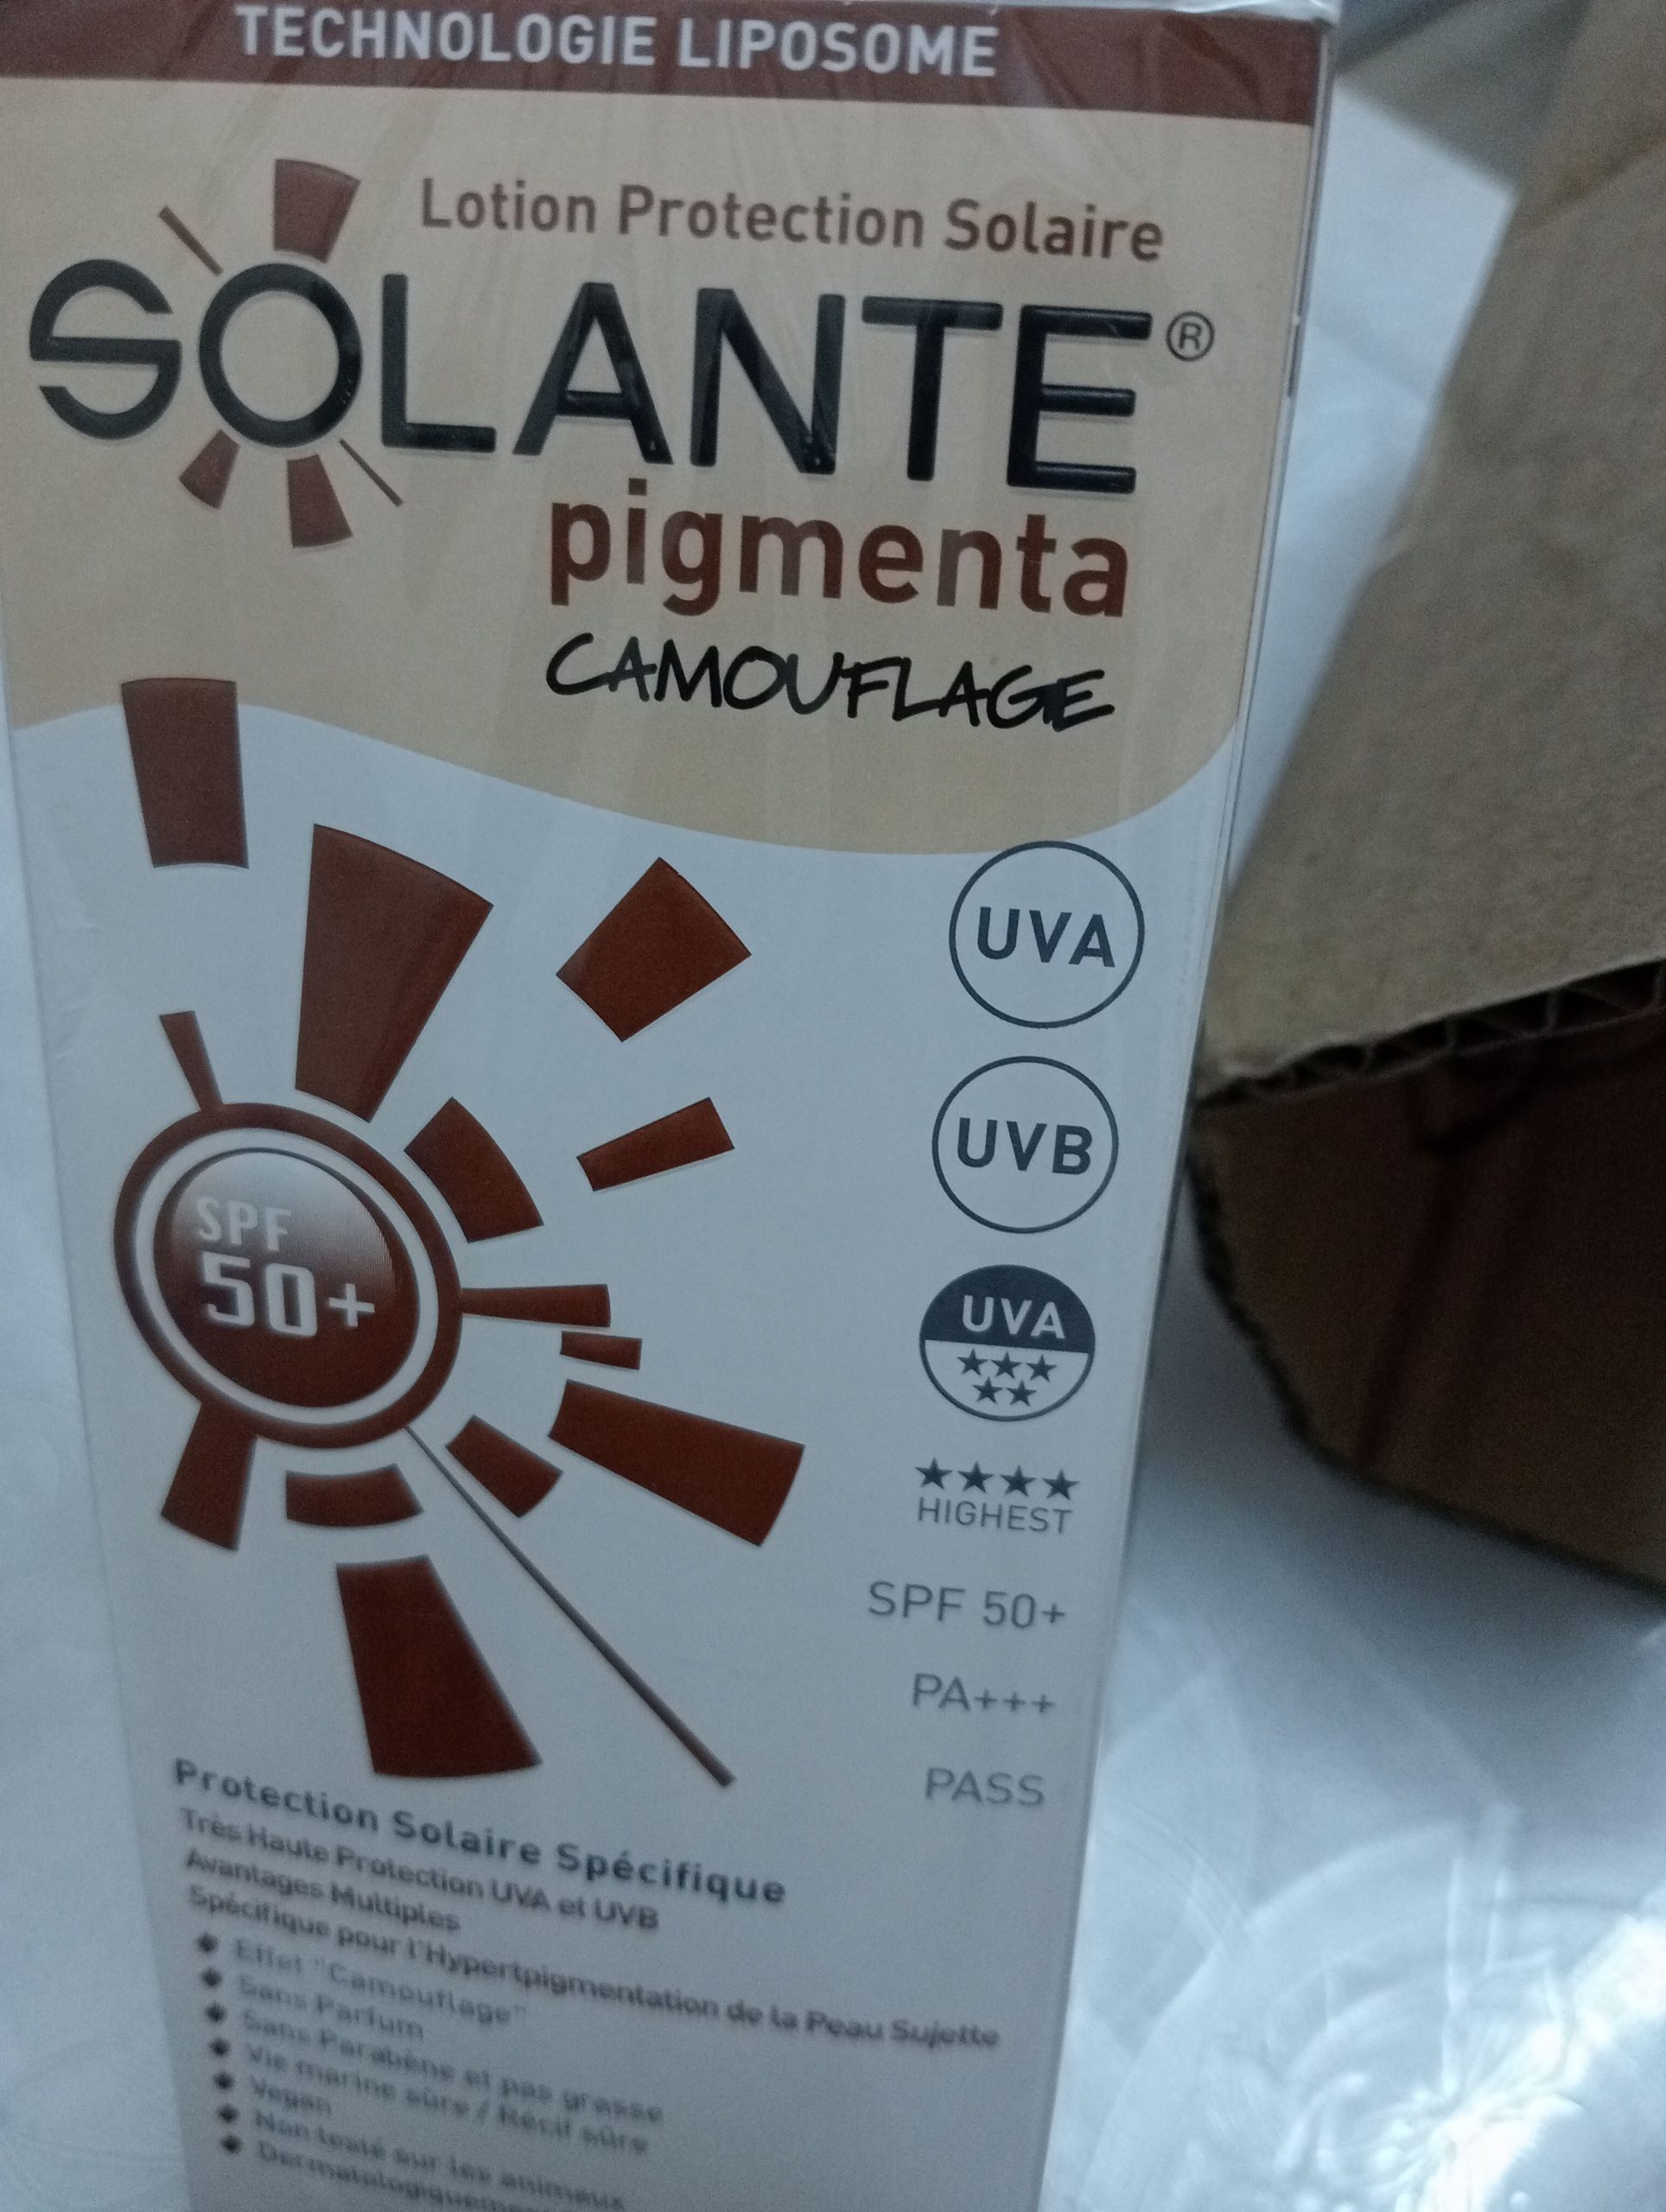 TECHNOLOGIE LIPOSOME
Lotion Protection Solaire
SOLANTE®
pigmenta
CAMOUFLAGE
UVA
UVB
SPF
50+
UVA
★★★
★★
★★★★
HIGHEST
SPF 50+
PA+++
PASS
Protection Solaire Spécifique
Très Haute Protection UVA et UVB
Avantages Multiples
Spécifique pour l'Hypertpigmentation de la Peau Sujette
Effet "Camouflage"
Sans Parfum
Sans Parabène et pas grasse
Vie marine sûre / Récif sûre
Vegan
Non testé sur les animaux